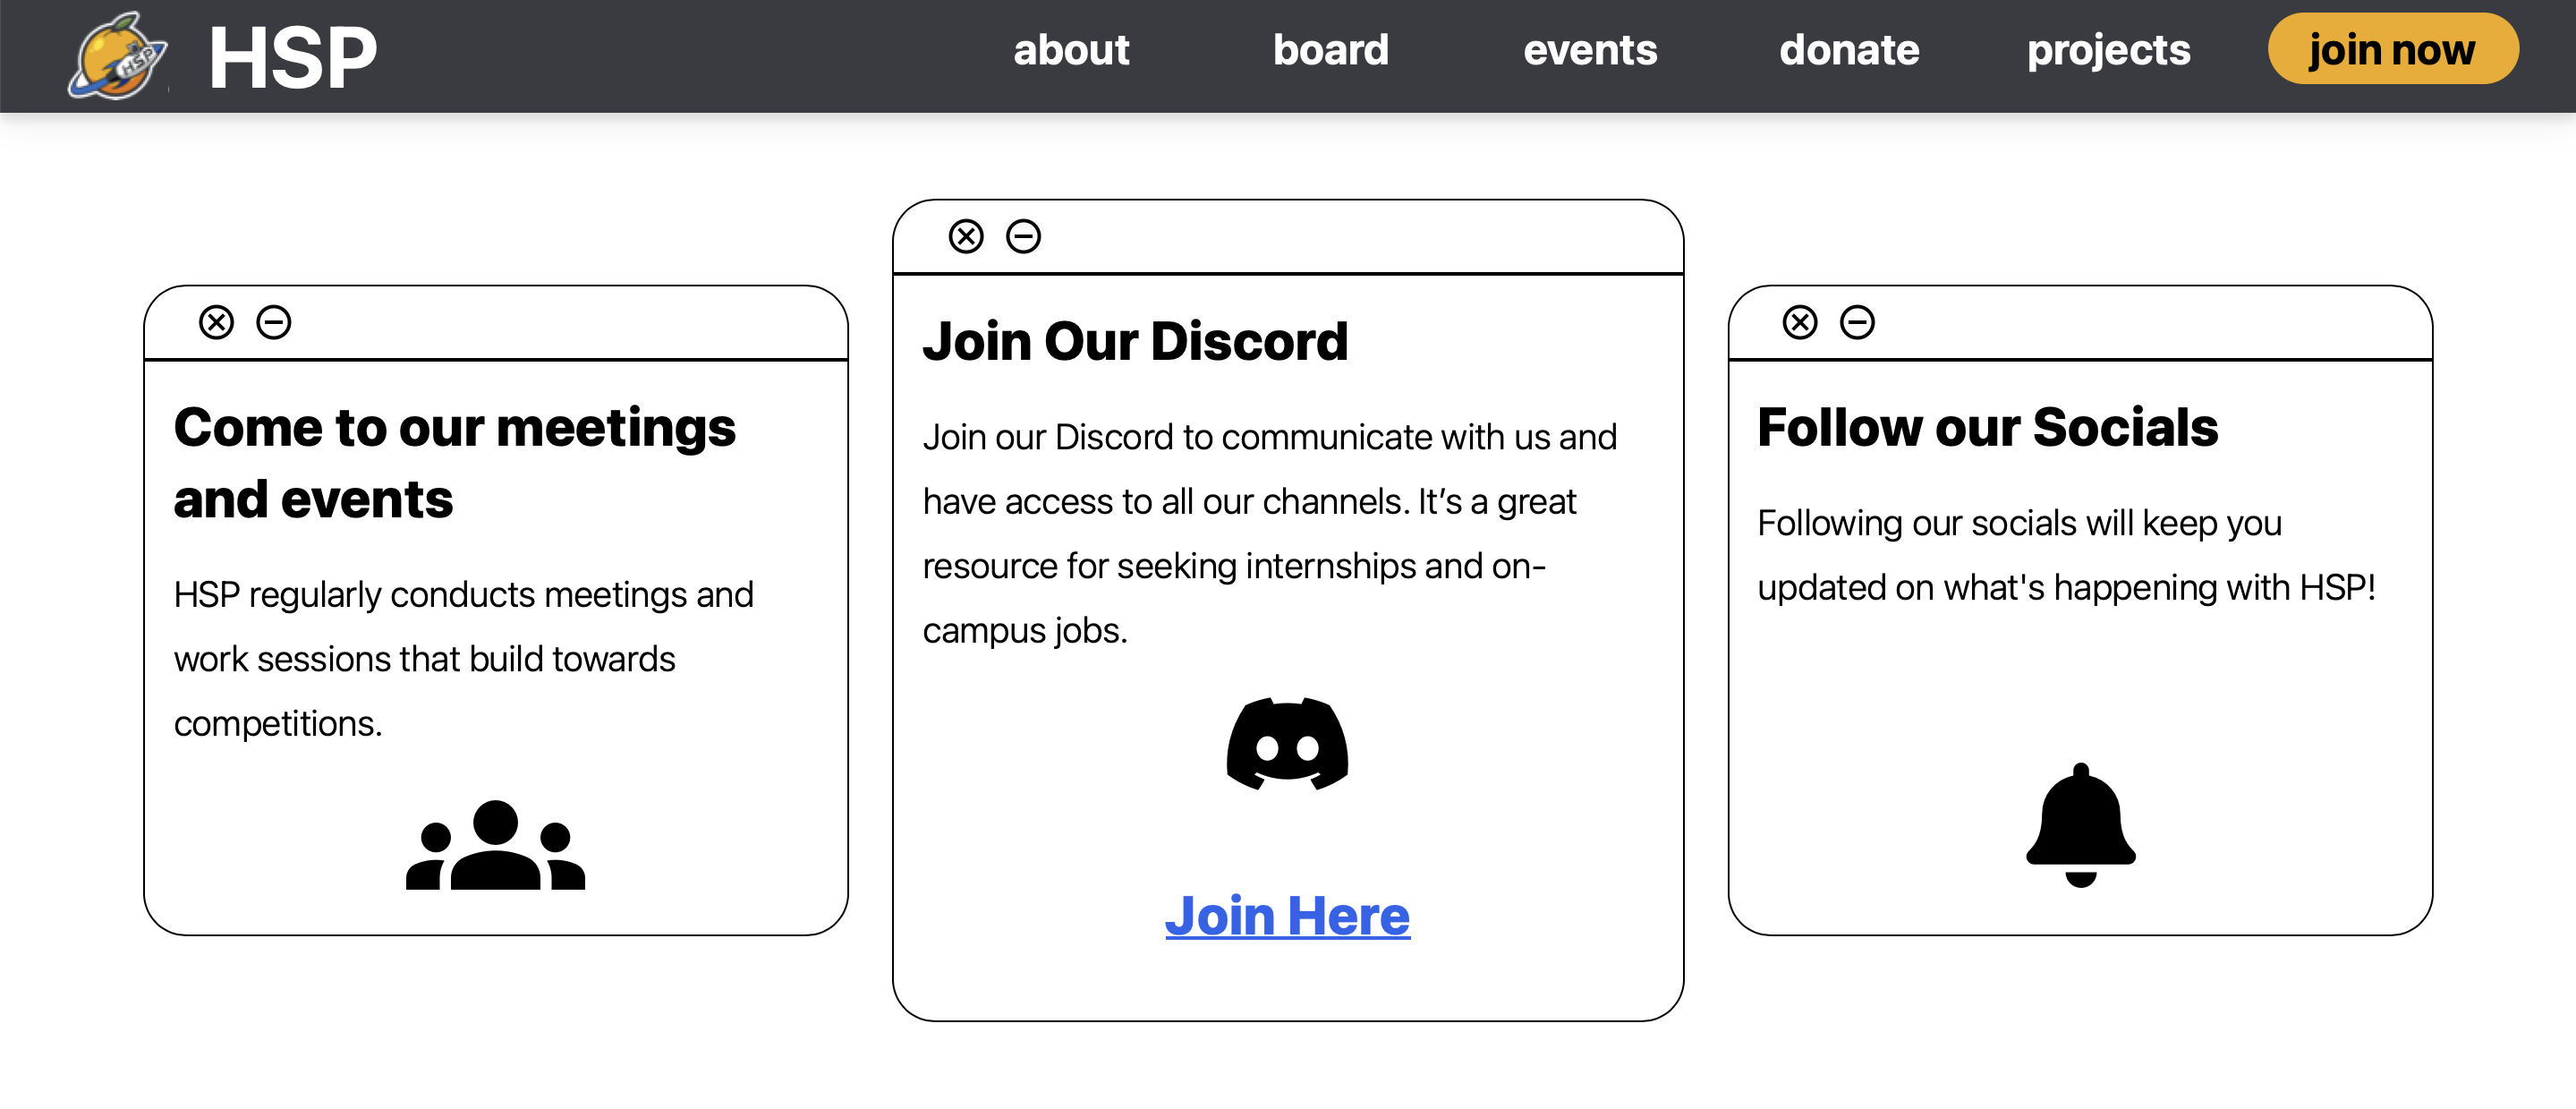 HSP
HSP
about
board
events
donate
projects
join now
Come to our meetings
and events
HSP regularly conducts meetings and
work sessions that build towards
competitions.
Join Our Discord
Join our Discord to communicate with us and
have access to all our channels. It’s a great
resource for seeking internships and on-
campus jobs.
Join Here
Follow our Socials
Following our socials will keep you
updated on what's happening with HSP!